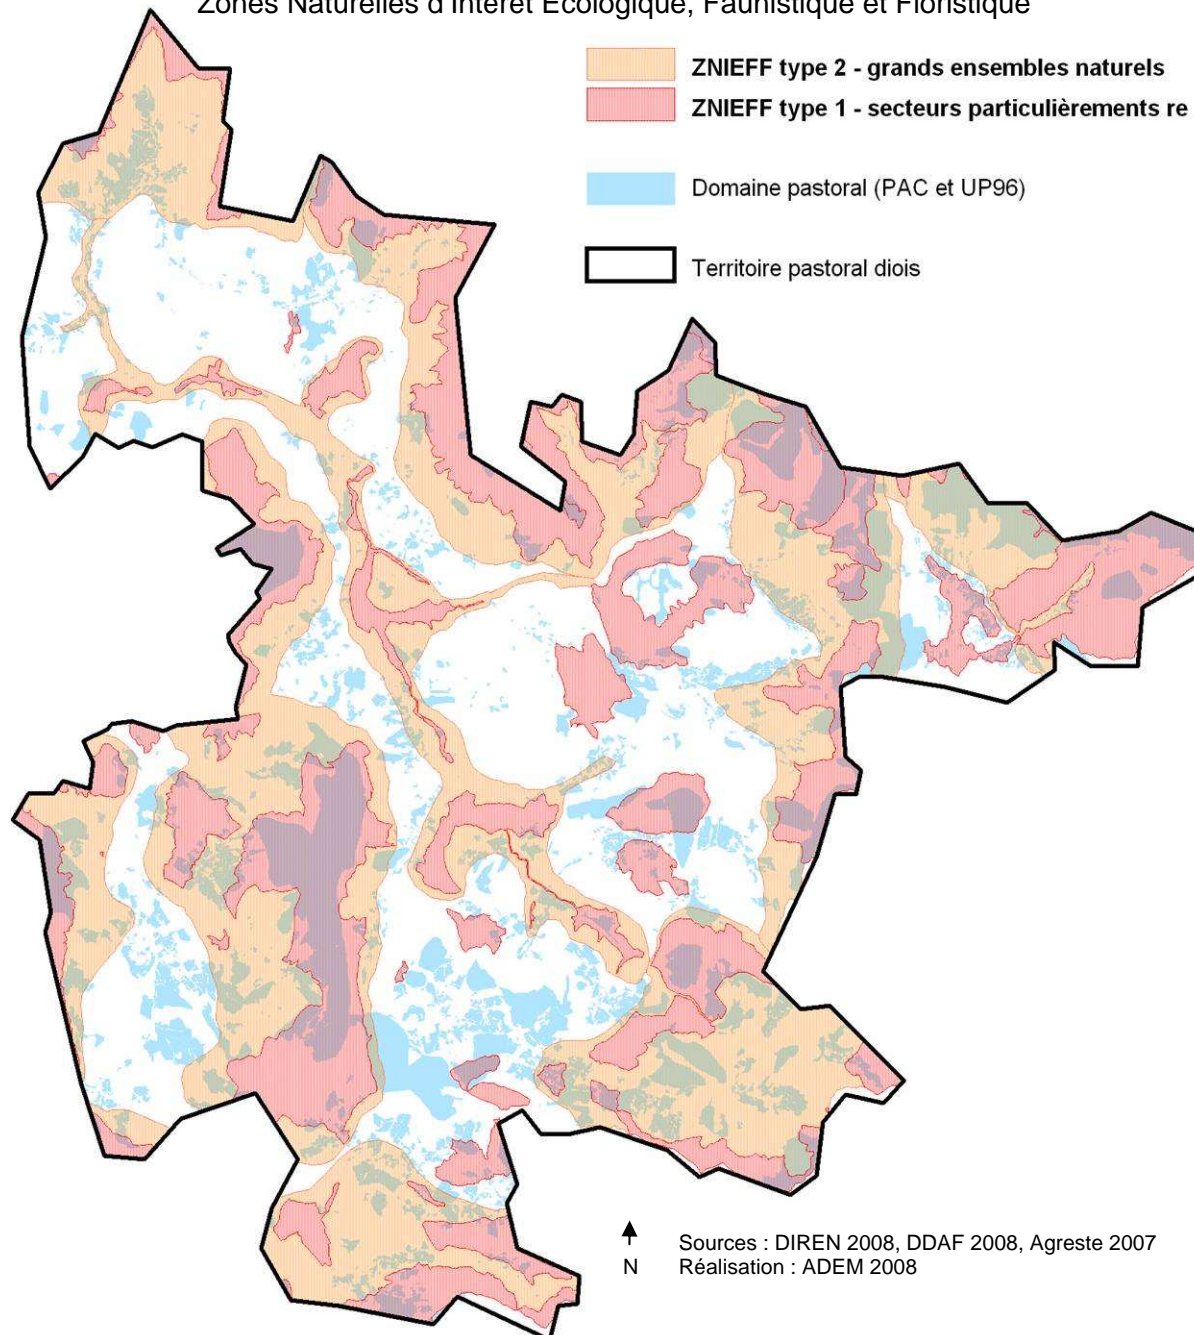 Zones Naturelles d'Intérêt Ecologique, Faunistique et Floristique
ZNIEFF type 2 - grands ensembles naturels
ZNIEFF type 1 - secteurs particulièrements re
Domaine pastoral (PAC et UP96)
Territoire pastoral diois
Sources : DIREN 2008, DDAF 2008, Agreste 2007
N Réalisation : ADEM 2008